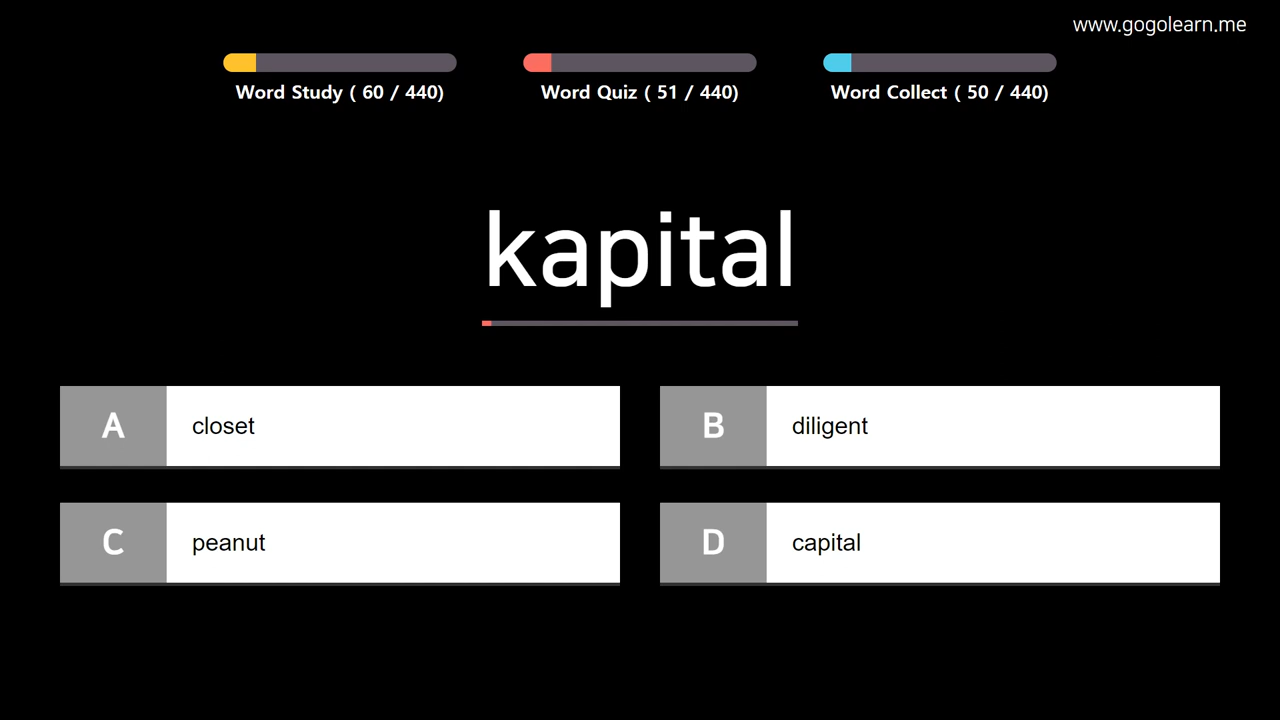 www.gogolearn.me
Word Study ( 60 / 440)
Word Quiz ( 51 / 440)
Word Collect ( 50 / 440)
kapital
A closet
B diligent
C peanut
D capital